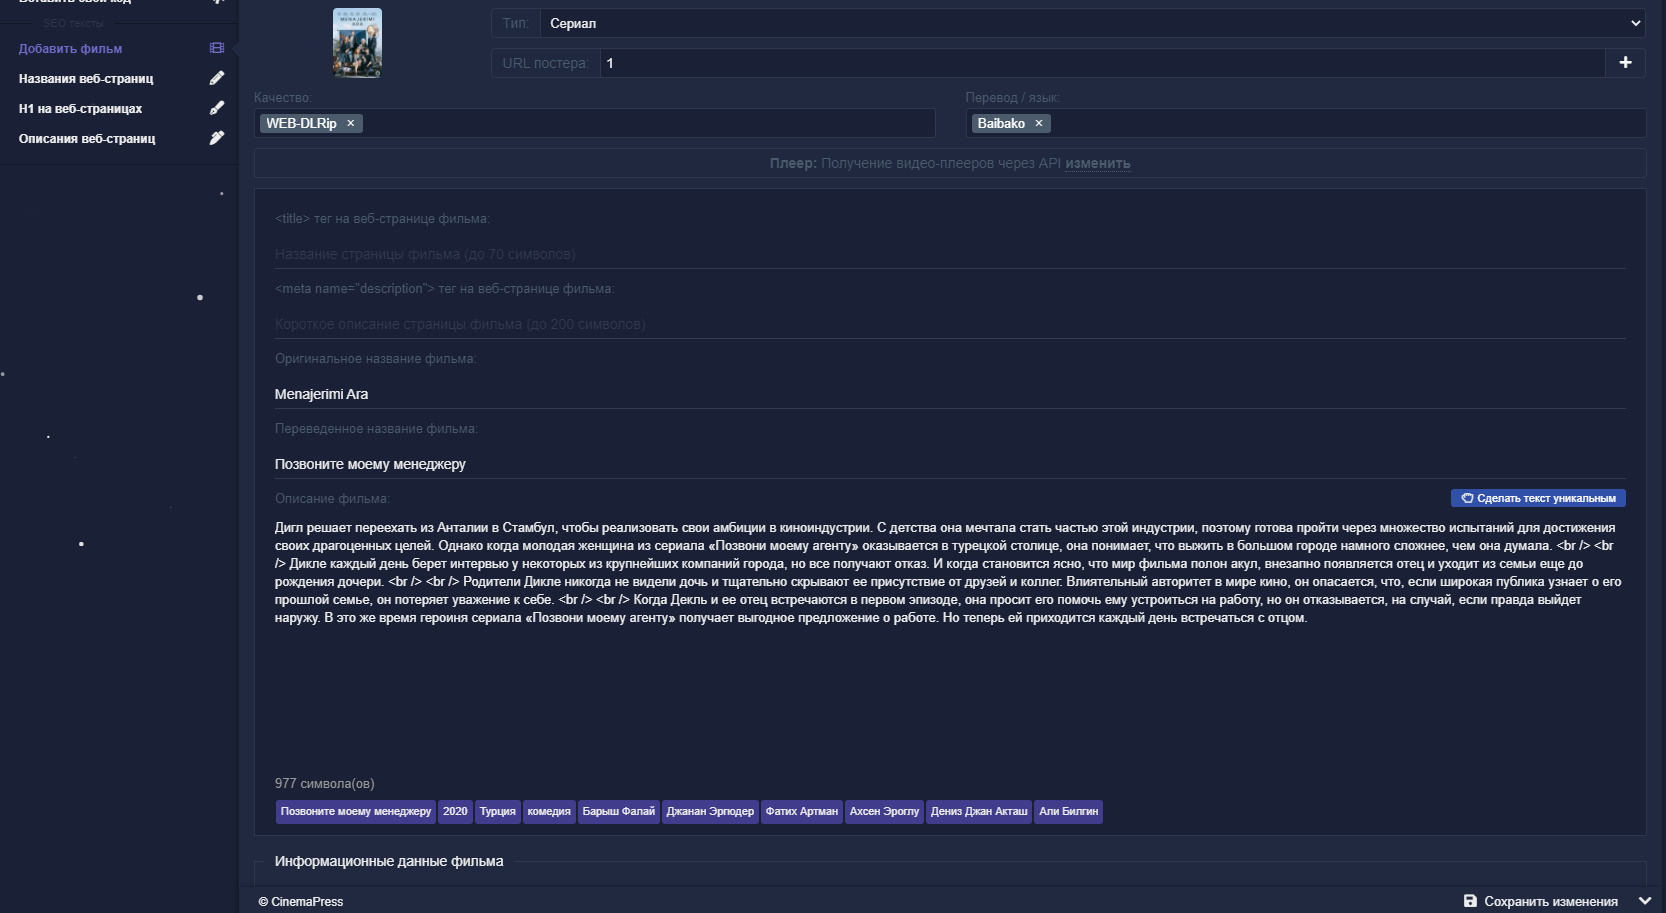 SEO тексты
Добавить фильм
Названия веб-страниц
H1 на веб-страницах
Описания веб-страниц
MENAJERIMI ARA
Тип:
Сериал
URL постера:
1
Качество:
WEB-DLRip ×
Перевод / язык:
Baibako ×
Плеер: Получение видео-плееров через API изменить
<title> тег на веб-странице фильма:
Название страницы фильма (до 70 символов)
<meta name="description"> тег на веб-странице фильма:
Короткое описание страницы фильма (до 200 символов)
Оригинальное название фильма:
Menajerimi Ara
Переведенное название фильма:
Позвоните моему менеджеру
Описание фильма:
Сделать текст уникальным
Дигл решает переехать из Анталии в Стамбул, чтобы реализовать свои амбиции в киноиндустрии. С детства она мечтала стать частью этой индустрии, поэтому готова пройти через множество испытаний для достижения
своих драгоценных целей. Однако когда молодая женщина из сериала «Позвони моему агенту» оказывается в турецкой столице, она понимает, что выжить в большом городе намного сложнее, чем она думала. <br /> <br
/> Дикле каждый день берет интервью у некоторых из крупнейших компаний города, но все получают отказ. И когда становится ясно, что мир фильма полон акул, внезапно появляется отец и уходит из семьи еще до
рождения дочери. <br /> <br /> Родители Дикле никогда не видели дочь и тщательно скрывают ее присутствие от друзей и коллег. Влиятельный авторитет в мире кино, он опасается, что, если широкая публика узнает о его
прошлой семье, он потеряет уважение к себе. <br /> <br /> Когда Декль и ее отец встречаются в первом эпизоде, она просит его помочь ему устроиться на работу, но он отказывается, на случай, если правда выйдет
наружу. В это же время героиня сериала «Позвони моему агенту» получает выгодное предложение о работе. Но теперь ей приходится каждый день встречаться с отцом.
977 символа(ов)
Позвоните моему менеджеру 2020 Турция комедия Барыш Фалай Джанан Эргюдер Фатих Артман Ахсен Эроглу Дениз Джан Акташ Али Билгин
Информационные данные фильма
© CinemaPress
Сохранить изменения